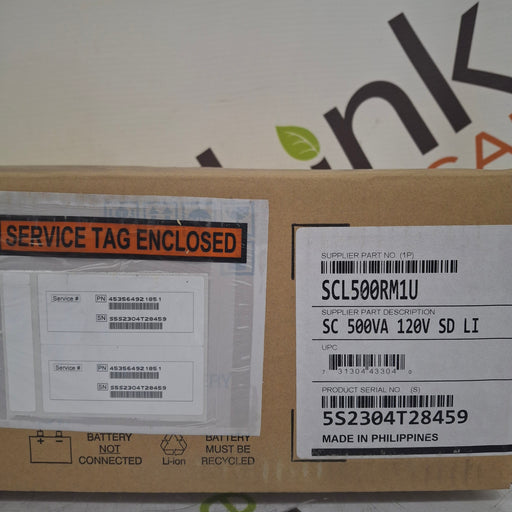 ink
CA
SERVICE TAG ENCLOSED
Service # PN 453564921851
SN 5S2304T28459
Service # PN 453564921851
SN 5S2304T28459
SUPPLIER PART NO. (1P)
SCL500RM1U
SUPPLIER PART DESCRIPTION
SC 500VA 120V SD LI
UPC
7 31304 43304 0
PRODUCT SERIAL NO. (S)
5S2304T28459
MADE IN PHILIPPINES
BATTERY
NOT
CONNECTED
Li-ion
BATTERY
MUST BE
RECYCLED